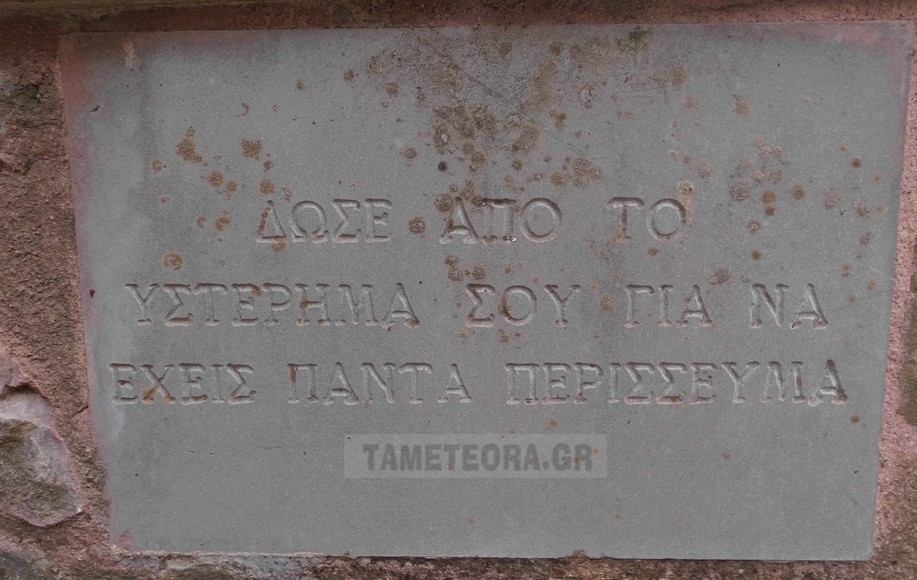 ΔΩΣΕ ΑΠΟ ΤΟ
ΥΣΤΕΡΗΜΑ ΣΟΥ ΓΙΑ ΝΑ
ΕΧΕΙΣ ΠΑΝΤΑ ΠΕΡΙΣΣΕΥΜΑ
TAMETEORA.GR